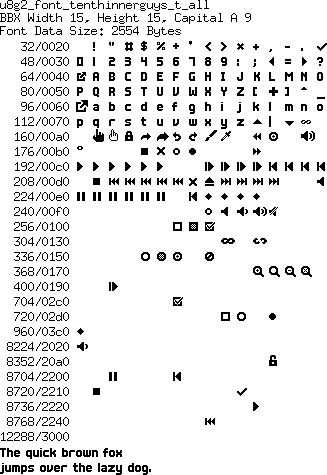 u8g2_font_tenthinnerguys_t_all
BBX Width 15, Height 15, Capital A 9
Font Data Size: 2554 Bytes
32/0020 ! " # $ % + ' < > × + , - . ✓
48/0030 0 1 2 3 4 5 6 7 8 9 : ; ◂ = ▸ ?
64/0040 A B C D E F G H I J K L M N O
80/0050 P Q R S T U V W X Y Z [ + ] ▴ _
96/0060 a b c d e f g h i j k l m n o
112/0070 p q r s t u v w x y z ▴ | ▾ ∞
160/00a0
176/00b0 °
192/00c0
208/00d0
224/00e0
240/00f0
256/0100
304/0130
336/0150
368/0170
400/0190
704/02c0
720/02d0
960/03c0
8224/2020
8352/20a0
8704/2200
8720/2210
8736/2220
8768/2240
12288/3000
The quick brown fox
jumps over the lazy dog.